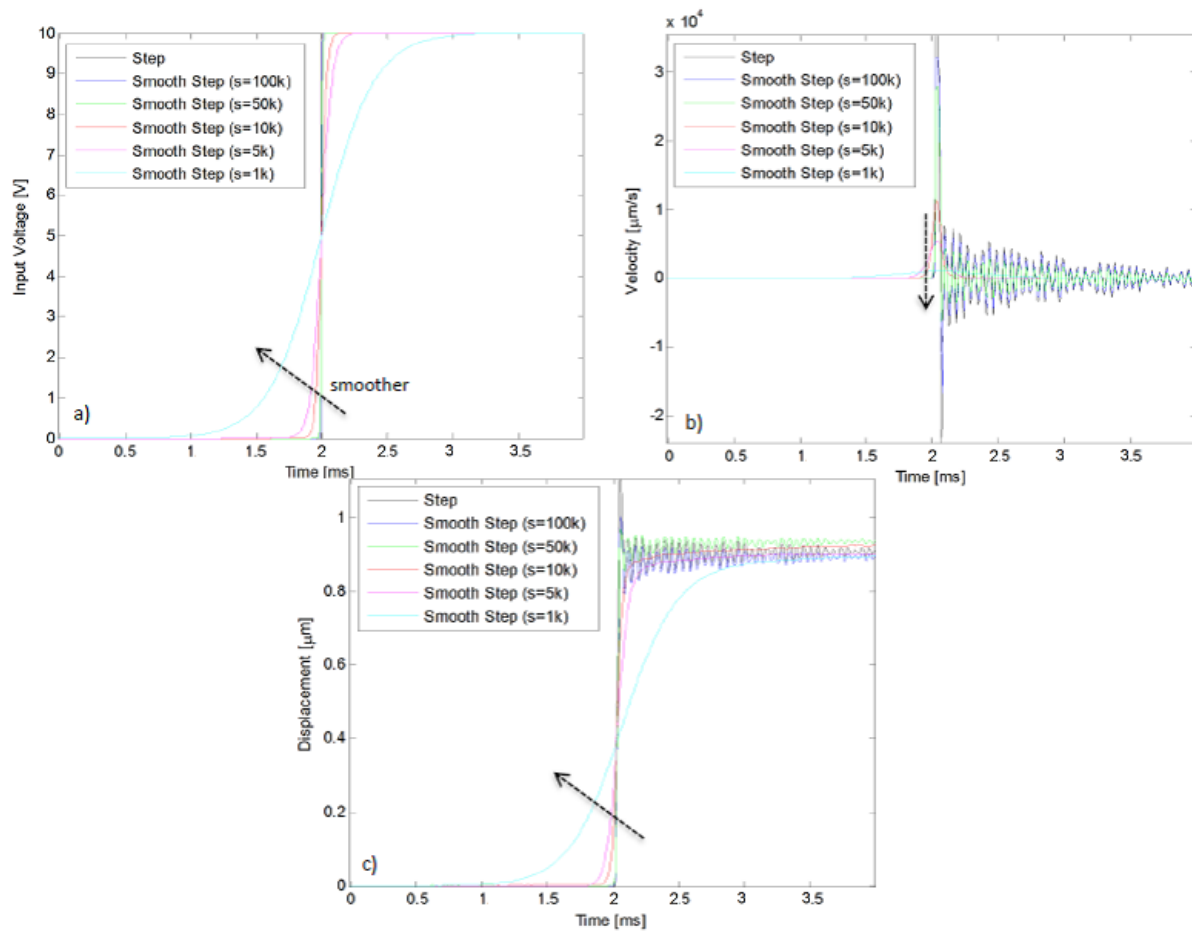 10
9
8
7
6
5
4
3
2
1
0
Input Voltage [V]
Step
Smooth Step (s=100k)
Smooth Step (s=50k)
Smooth Step (s=10k)
Smooth Step (s=5k)
Smooth Step (s=1k)
smoother
a)
0 0.5 1 1.5 2 2.5 3 3.5
Time [ms]
x 10⁴
3
2
1
0
-1
-2
Velocity [µm/s]
Step
Smooth Step (s=100k)
Smooth Step (s=50k)
Smooth Step (s=10k)
Smooth Step (s=5k)
Smooth Step (s=1k)
b)
0 0.5 1 1.5 2 2.5 3 3.5
Time [ms]
1
0.8
0.6
0.4
0.2
0
Displacement [µm]
Step
Smooth Step (s=100k)
Smooth Step (s=50k)
Smooth Step (s=10k)
Smooth Step (s=5k)
Smooth Step (s=1k)
c)
0 0.5 1 1.5 2 2.5 3 3.5
Time [ms]